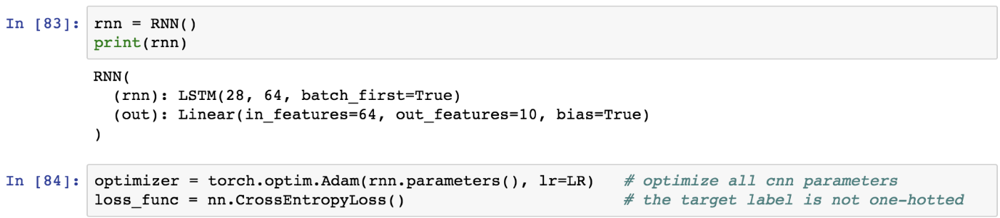 In [83]: rnn = RNN()
print(rnn)
RNN(
  (rnn): LSTM(28, 64, batch_first=True)
  (out): Linear(in_features=64, out_features=10, bias=True)
)
In [84]: optimizer = torch.optim.Adam(rnn.parameters(), lr=LR)   # optimize all cnn parameters
loss_func = nn.CrossEntropyLoss()                       # the target label is not one-hotted